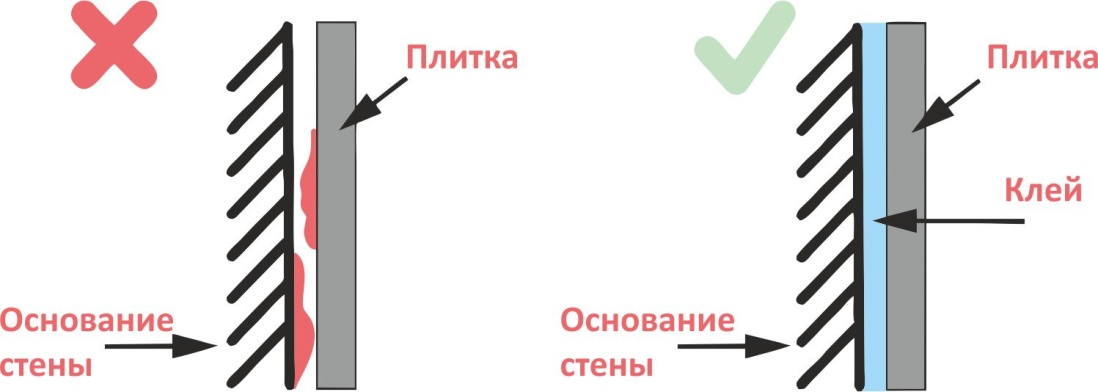 Плитка
Основание
стены
Плитка
Клей
Основание
стены